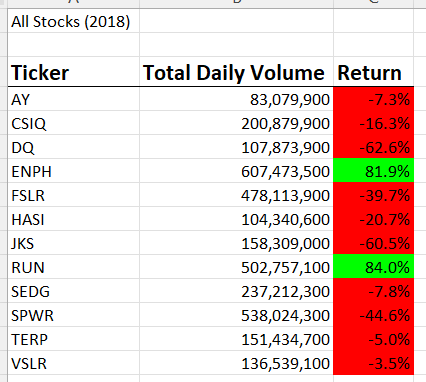 All Stocks (2018)
Ticker Total Daily Volume Return
AY 83,079,900 -7.3%
CSIQ 200,879,900 -16.3%
DQ 107,873,900 -62.6%
ENPH 607,473,500 81.9%
FSLR 478,113,900 -39.7%
HASI 104,340,600 -20.7%
JKS 158,309,000 -60.5%
RUN 502,757,100 84.0%
SEDG 237,212,300 -7.8%
SPWR 538,024,300 -44.6%
TERP 151,434,700 -5.0%
VSLR 136,539,100 -3.5%